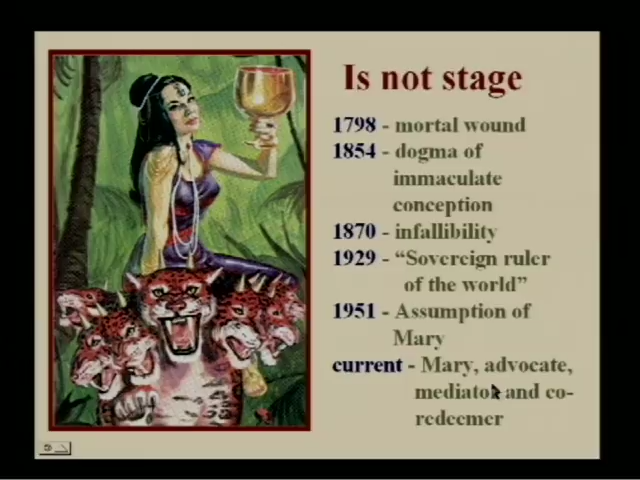 Is not stage
1798 - mortal wound
1854 - dogma of
immaculate
conception
1870 - infallibility
1929 - “Sovereign ruler
of the world”
1951 - Assumption of
Mary
current - Mary, advocate,
mediator and co-
redeemer